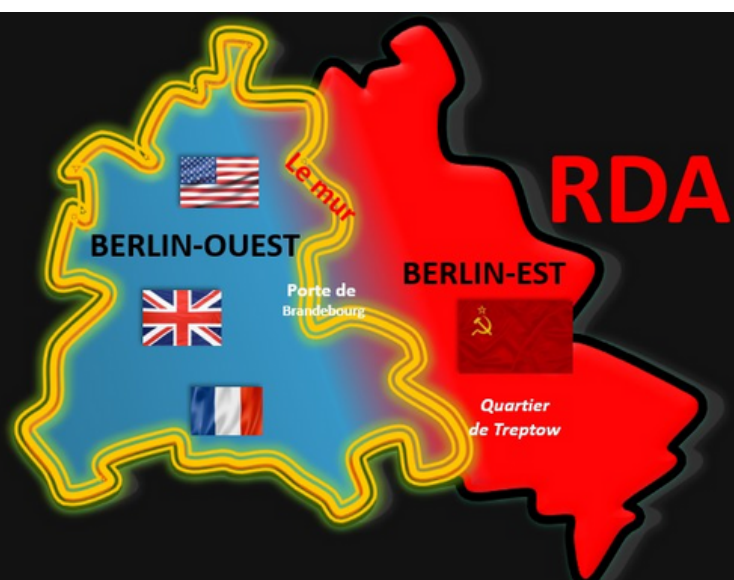 RDA
Le mur
BERLIN-OUEST
BERLIN-EST
Porte de
Brandebourg
Quartier
de Treptow